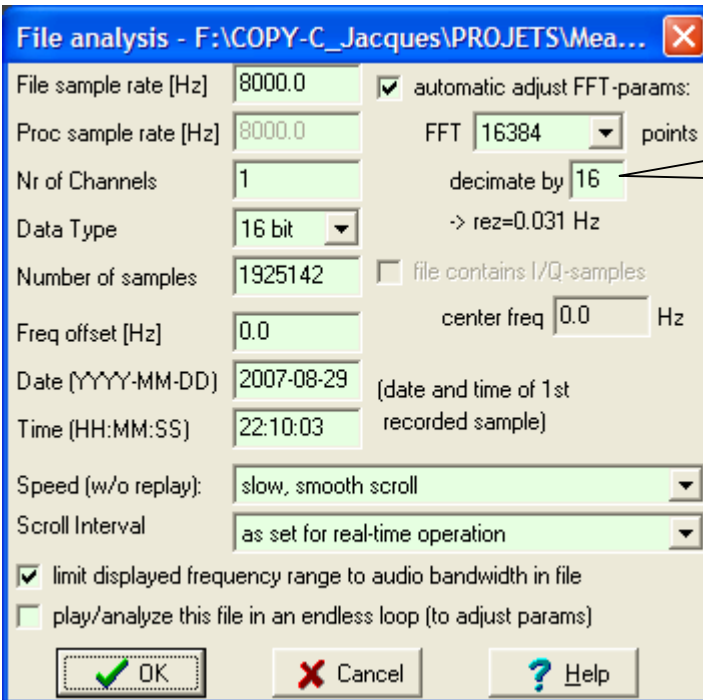 File analysis - F:\COPY-C_Jacques\PROJETS\Mea...
File sample rate [Hz] 8000.0 automatic adjust FFT-params:
Proc sample rate [Hz] 8000.0 FFT 16384 points
Nr of Channels 1 decimate by 16
Data Type 16 bit -> rez=0.031 Hz
Number of samples 1925142 file contains I/Q-samples
Freq offset [Hz] 0.0 center freq 0.0 Hz
Date (YYYY-MM-DD) 2007-08-29 (date and time of 1st
Time (HH:MM:SS) 22:10:03 recorded sample)
Speed (w/o replay): slow, smooth scroll
Scroll Interval as set for real-time operation
limit displayed frequency range to audio bandwidth in file
play/analyze this file in an endless loop (to adjust params)
OK Cancel ? Help